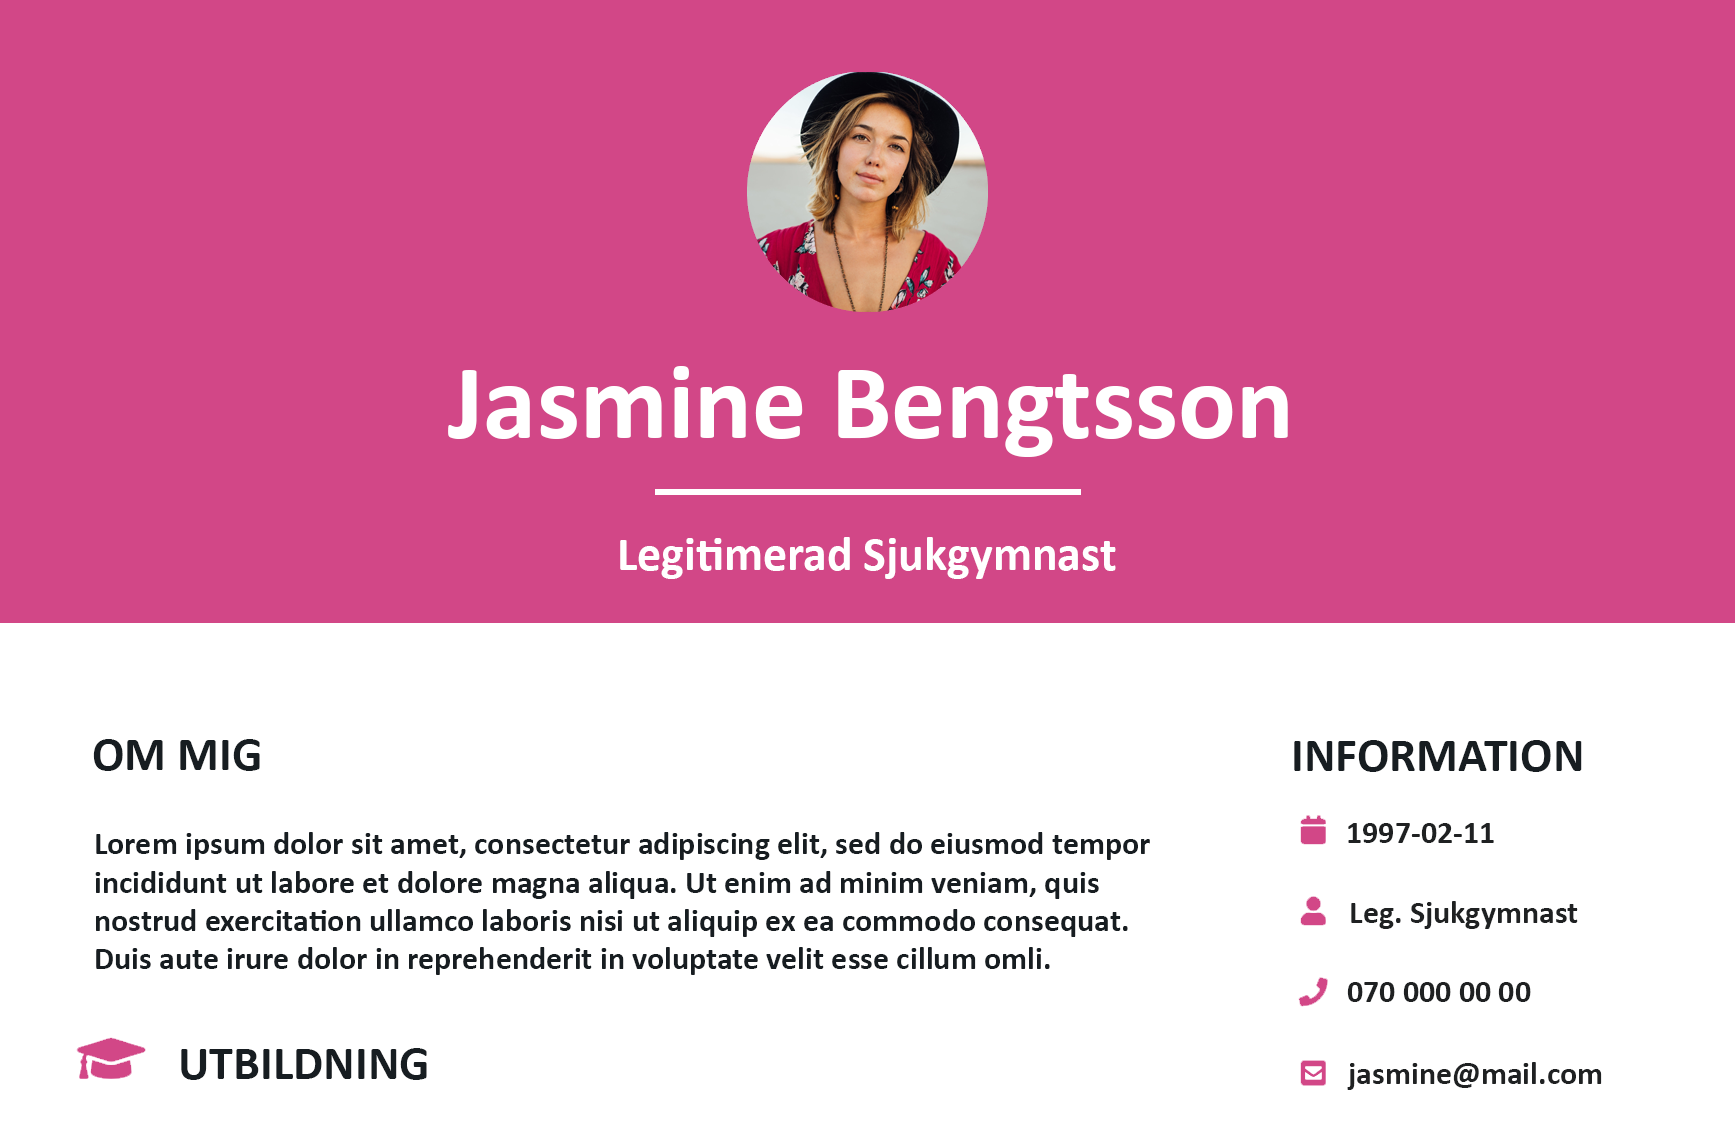 Jasmine Bengtsson
Legitimerad Sjukgymnast
OM MIG
Lorem ipsum dolor sit amet, consectetur adipiscing elit, sed do eiusmod tempor
incididunt ut labore et dolore magna aliqua. Ut enim ad minim veniam, quis
nostrud exercitation ullamco laboris nisi ut aliquip ex ea commodo consequat.
Duis aute irure dolor in reprehenderit in voluptate velit esse cillum omli.
UTBILDNING
INFORMATION
1997-02-11
Leg. Sjukgymnast
070 000 00 00
jasmine@mail.com